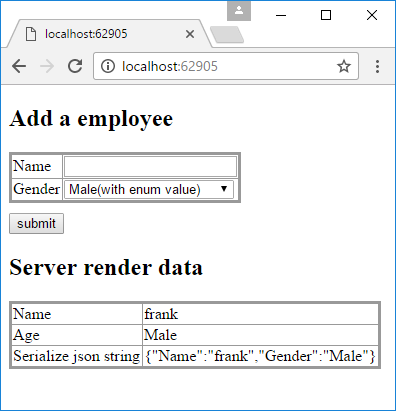 localhost:62905
localhost:62905
Add a employee
Name
Gender Male(with enum value)
submit
Server render data
Name frank
Age Male
Serialize json string {"Name":"frank","Gender":"Male"}